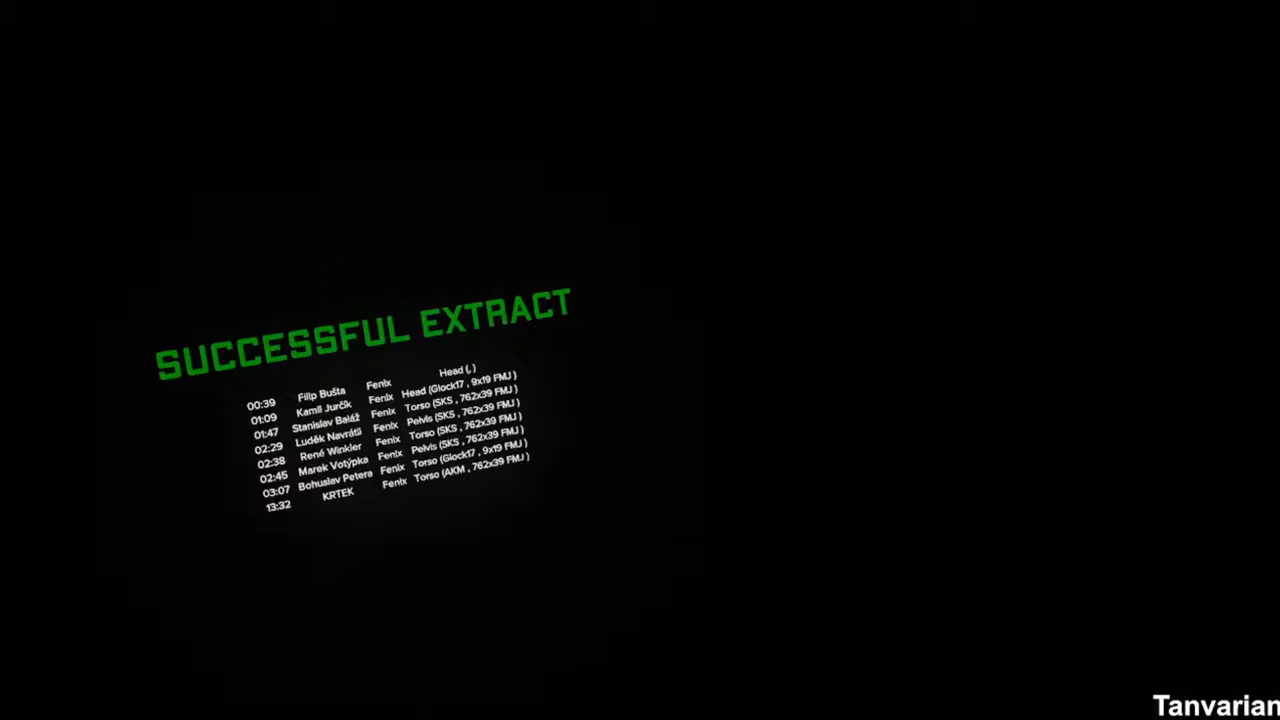 SUCCESSFUL EXTRACT
00:39 Filip Bušta Fenix Head (, )
01:09 Kamil Jurčík Fenix Head (Glock17 , 9x19 FMJ )
01:47 Stanislav Baláž Fenix Torso (SKS , 762x39 FMJ )
02:29 Luděk Navrátil Fenix Pelvis (SKS , 762x39 FMJ )
02:38 René Winkler Fenix Torso (SKS , 762x39 FMJ )
02:45 Marek Votýpka Fenix Pelvis (SKS , 762x39 FMJ )
03:07 Bohuslav Petera Fenix Torso (Glock17 , 9x19 FMJ )
13:32 KRTEK Fenix Torso (AKM , 762x39 FMJ )
Tanvarian